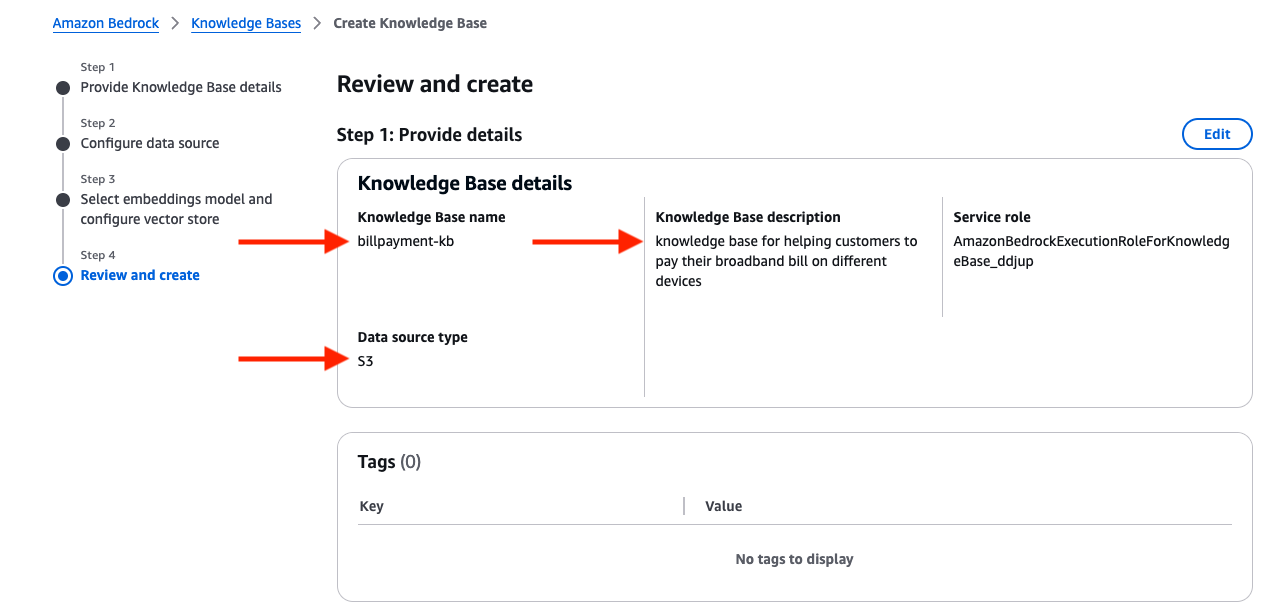 Amazon Bedrock > Knowledge Bases > Create Knowledge Base
Step 1
Provide Knowledge Base details
Step 2
Configure data source
Step 3
Select embeddings model and
configure vector store
Step 4
Review and create
Review and create
Step 1: Provide details
Edit
Knowledge Base details
Knowledge Base name
billpayment-kb
Knowledge Base description
knowledge base for helping customers to
pay their broadband bill on different
devices
Service role
AmazonBedrockExecutionRoleForKnowledg
eBase_ddjup
Data source type
S3
Tags (0)
Key
Value
No tags to display